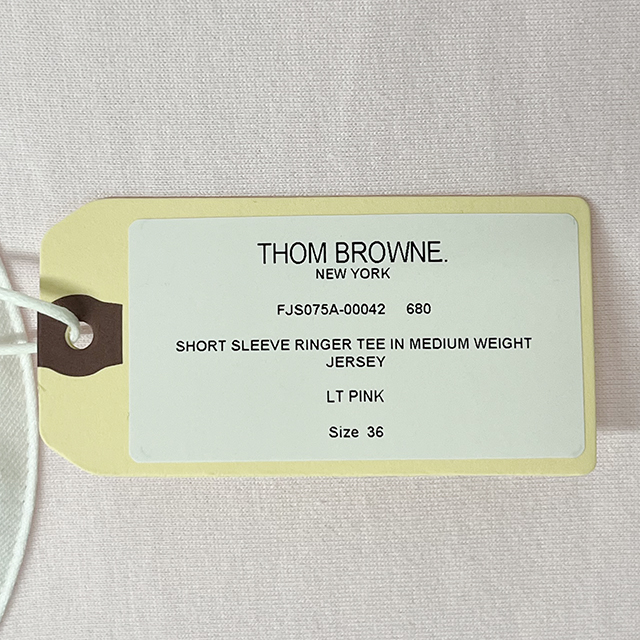 THOM BROWNE.
NEW YORK
FJS075A-00042 680
SHORT SLEEVE RINGER TEE IN MEDIUM WEIGHT
JERSEY
LT PINK
Size 36